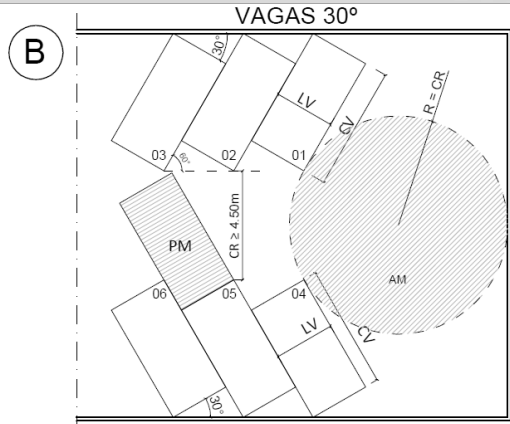 VAGAS 30º
B
30°
R = CR
LV
CV
03
60°
02
01
CR ≥ 4.50m
PM
AM
06
05
04
LV
CV
30°